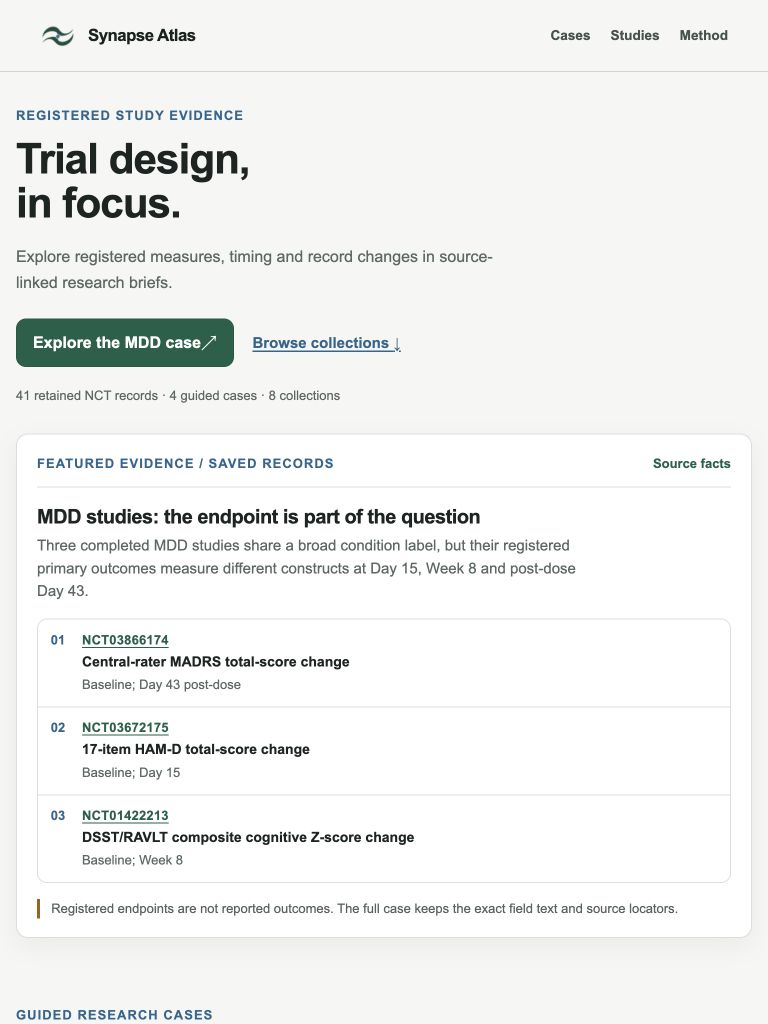 Synapse Atlas
Cases Studies Method
REGISTERED STUDY EVIDENCE
Trial design,
in focus.
Explore registered measures, timing and record changes in source-
linked research briefs.
Explore the MDD case↗ Browse collections ↓
41 retained NCT records · 4 guided cases · 8 collections
FEATURED EVIDENCE / SAVED RECORDS Source facts
MDD studies: the endpoint is part of the question
Three completed MDD studies share a broad condition label, but their registered
primary outcomes measure different constructs at Day 15, Week 8 and post-dose
Day 43.
01 NCT03866174
Central-rater MADRS total-score change
Baseline; Day 43 post-dose
02 NCT03672175
17-item HAM-D total-score change
Baseline; Day 15
03 NCT01422213
DSST/RAVLT composite cognitive Z-score change
Baseline; Week 8
Registered endpoints are not reported outcomes. The full case keeps the exact field text and source locators.
GUIDED RESEARCH CASES